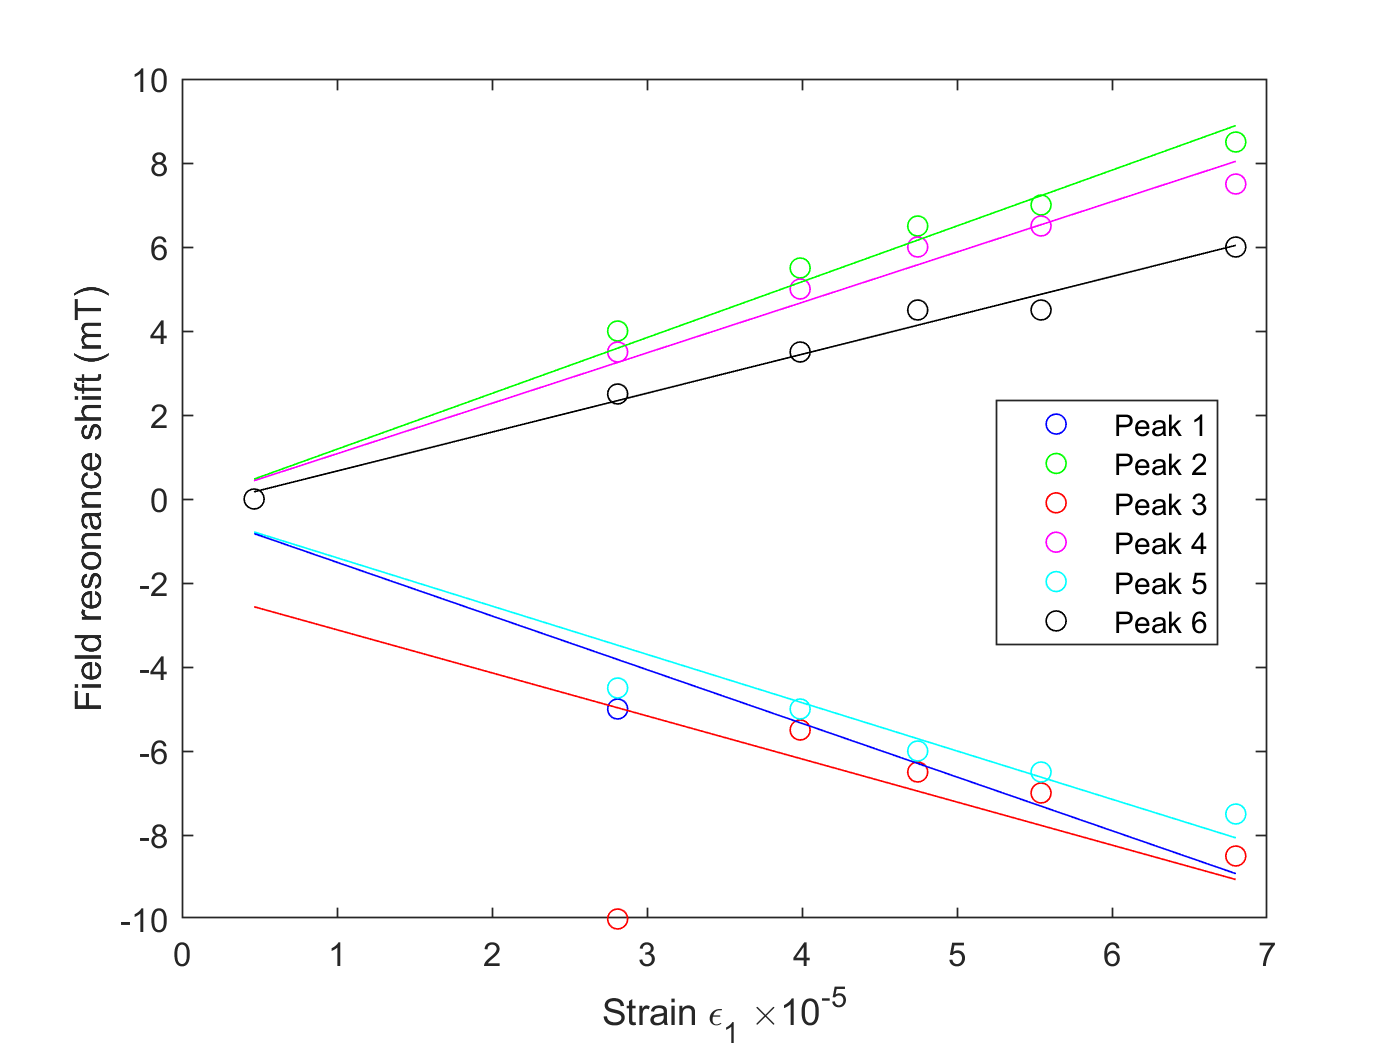 10
8
6
4
2
0
-2
-4
-6
-8
-10
Field resonance shift (mT)
Peak 1
Peak 2
Peak 3
Peak 4
Peak 5
Peak 6
0 1 2 3 4 5 6 7
Strain ϵ₁ ×10⁻⁵